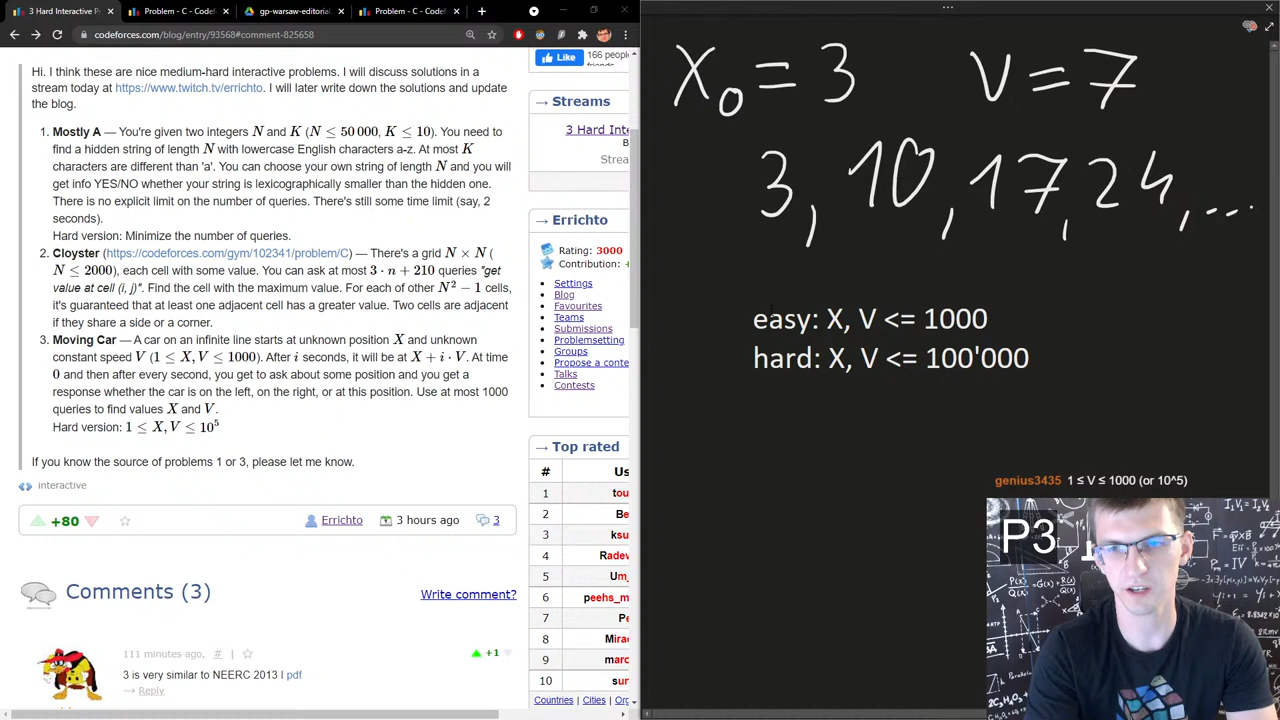 3 Hard Interactive P
Problem - C - Codef
gp-warsaw-editorial.
Problem - C - Codef
codeforces.com/blog/entry/93568#comment-825658
Hi. I think these are nice medium-hard interactive problems. I will discuss solutions in a
stream today at https://www.twitch.tv/errichto. I will later write down the solutions and update
the blog.
1. Mostly A — You're given two integers N and K (N ≤ 50 000, K ≤ 10). You need to
find a hidden string of length N with lowercase English characters a-z. At most K
characters are different than 'a'. You can choose your own string of length N and you will
get info YES/NO whether your string is lexicographically smaller than the hidden one.
There is no explicit limit on the number of queries. There's still some time limit (say, 2
seconds).
Hard version: Minimize the number of queries.
2. Cloyster (https://codeforces.com/gym/102341/problem/C) — There's a grid N × N (
N ≤ 2000), each cell with some value. You can ask at most 3 · n + 210 queries "get
value at cell (i, j)". Find the cell with the maximum value. For each of other N² − 1 cells,
it's guaranteed that at least one adjacent cell has a greater value. Two cells are adjacent
if they share a side or a corner.
3. Moving Car — A car on an infinite line starts at unknown position X and unknown
constant speed V (1 ≤ X, V ≤ 1000). After i seconds, it will be at X + i · V. At time
0 and then after every second, you get to ask about some position and you get a
response whether the car is on the left, on the right, or at this position. Use at most 1000
queries to find values X and V.
Hard version: 1 ≤ X, V ≤ 10⁵
If you know the source of problems 1 or 3, please let me know.
interactive
+80
Errichto
3 hours ago
3
Comments (3)
Write comment?
111 minutes ago, # |
+1
3 is very similar to NEERC 2013 I pdf
→ Reply
Like
166 peopl
→ Streams
3 Hard Inte
B
Strea
→ Errichto
Rating: 3000
Contribution: +
Settings
Blog
Favourites
Teams
Submissions
Problemsetting
Groups
Propose a conte
Talks
Contests
→ Top rated
# Us
1 tou
2 Be
3 ksu
4 Radev
5 Um_
6 peehs_m
7 Pe
8 Mira
9 maro
10 sur
Countries | Cities | Or
X₀ = 3 V = 7
3, 10, 17, 24, ...
easy: X, V <= 1000
hard: X, V <= 100'000
genius3435 1 ≤ V ≤ 1000 (or 10^5)
P3